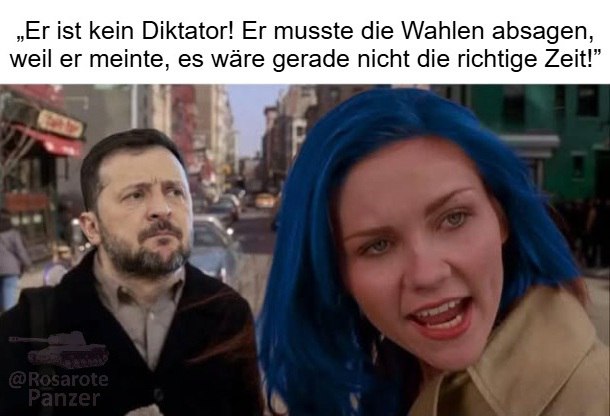 „Er ist kein Diktator! Er musste die Wahlen absagen,
weil er meinte, es wäre gerade nicht die richtige Zeit!”
@Rosarote
Panzer